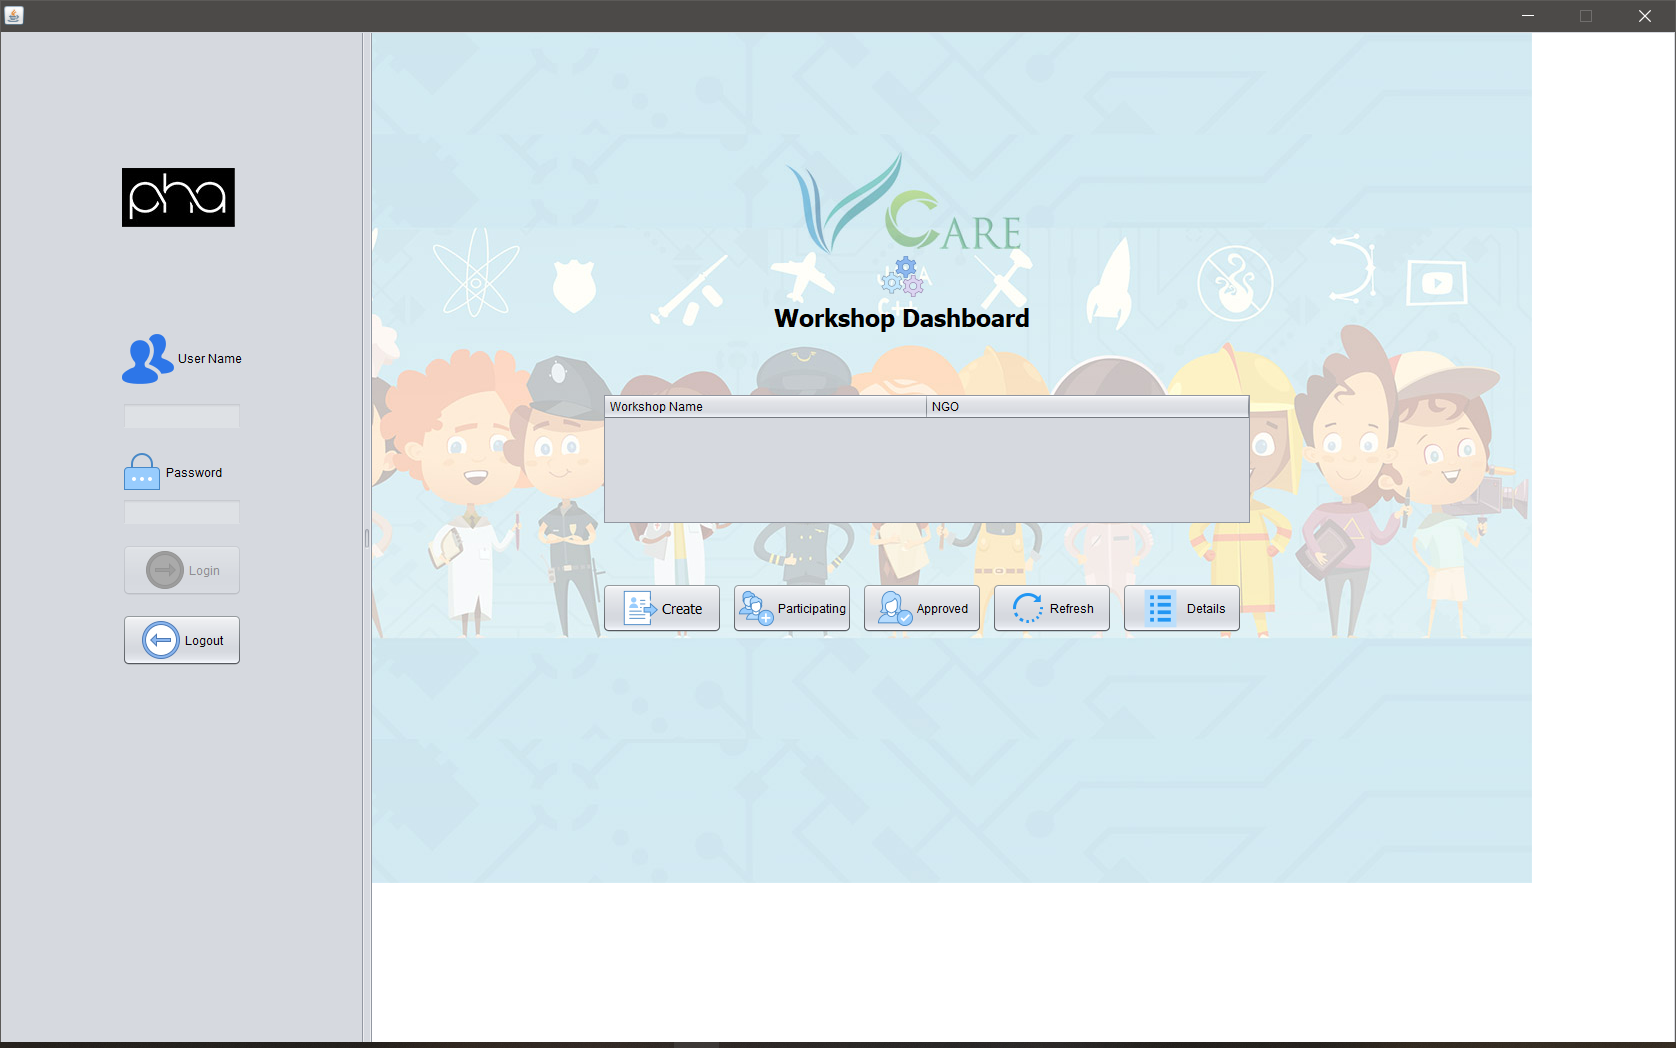 pha
User Name
Password
Login
Logout
V CARE
Workshop Dashboard
Workshop Name NGO
Create Participating Approved Refresh Details